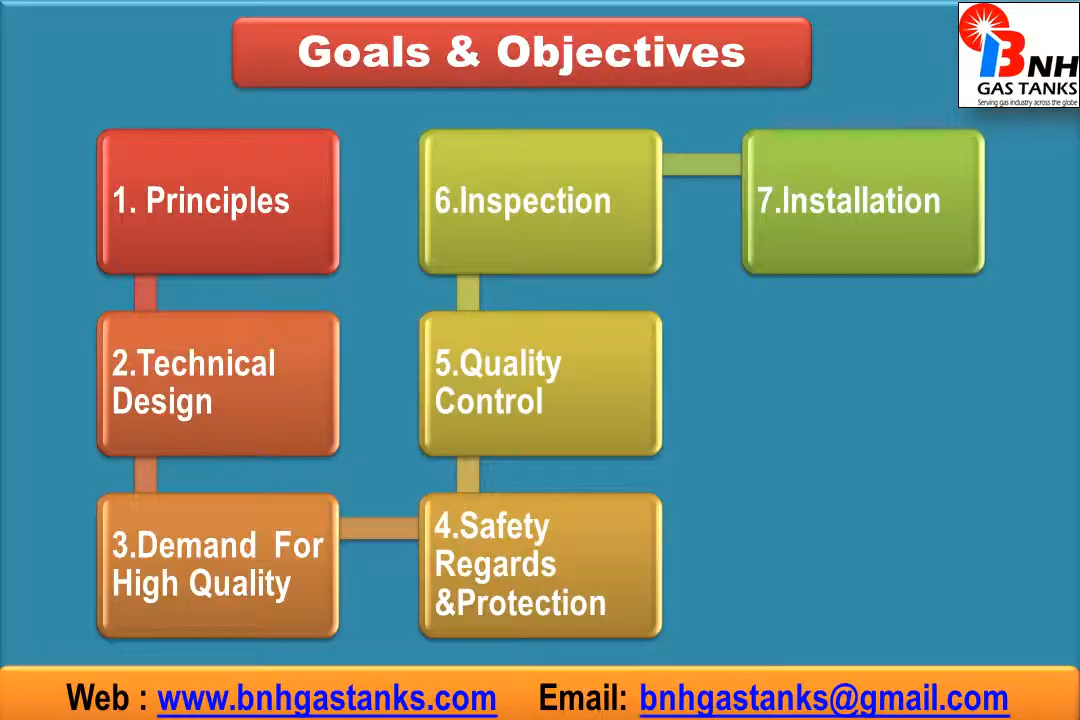 Goals & Objectives
BNH
GAS TANKS
Serving gas industry across the globe
1. Principles
2.Technical
Design
3.Demand For
High Quality
4.Safety
Regards
&Protection
5.Quality
Control
6.Inspection
7.Installation
Web : www.bnhgastanks.com Email: bnhgastanks@gmail.com